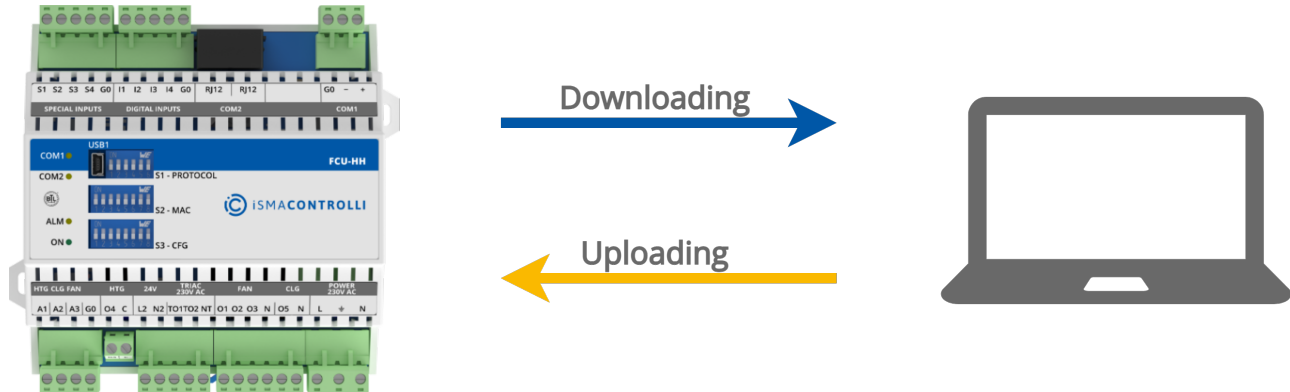 S1 S2 S3 S4 G0 I1 I2 I3 I4 G0 RJ12 RJ12 G0 − +
SPECIAL INPUTS DIGITAL INPUTS COM2 COM1
USB1
COM1
FCU-HH
COM2
S1 - PROTOCOL
BTL
iSMACONTROLLI
S2 - MAC
ALM
ON
S3 - CFG
HTG CLG FAN HTG 24V TRIAC 230V AC FAN CLG POWER 230V AC
A1 A2 A3 G0 O4 C L2 N2 TO1 TO2 NT O1 O2 O3 N O5 N L ⏚ N
Downloading
Uploading